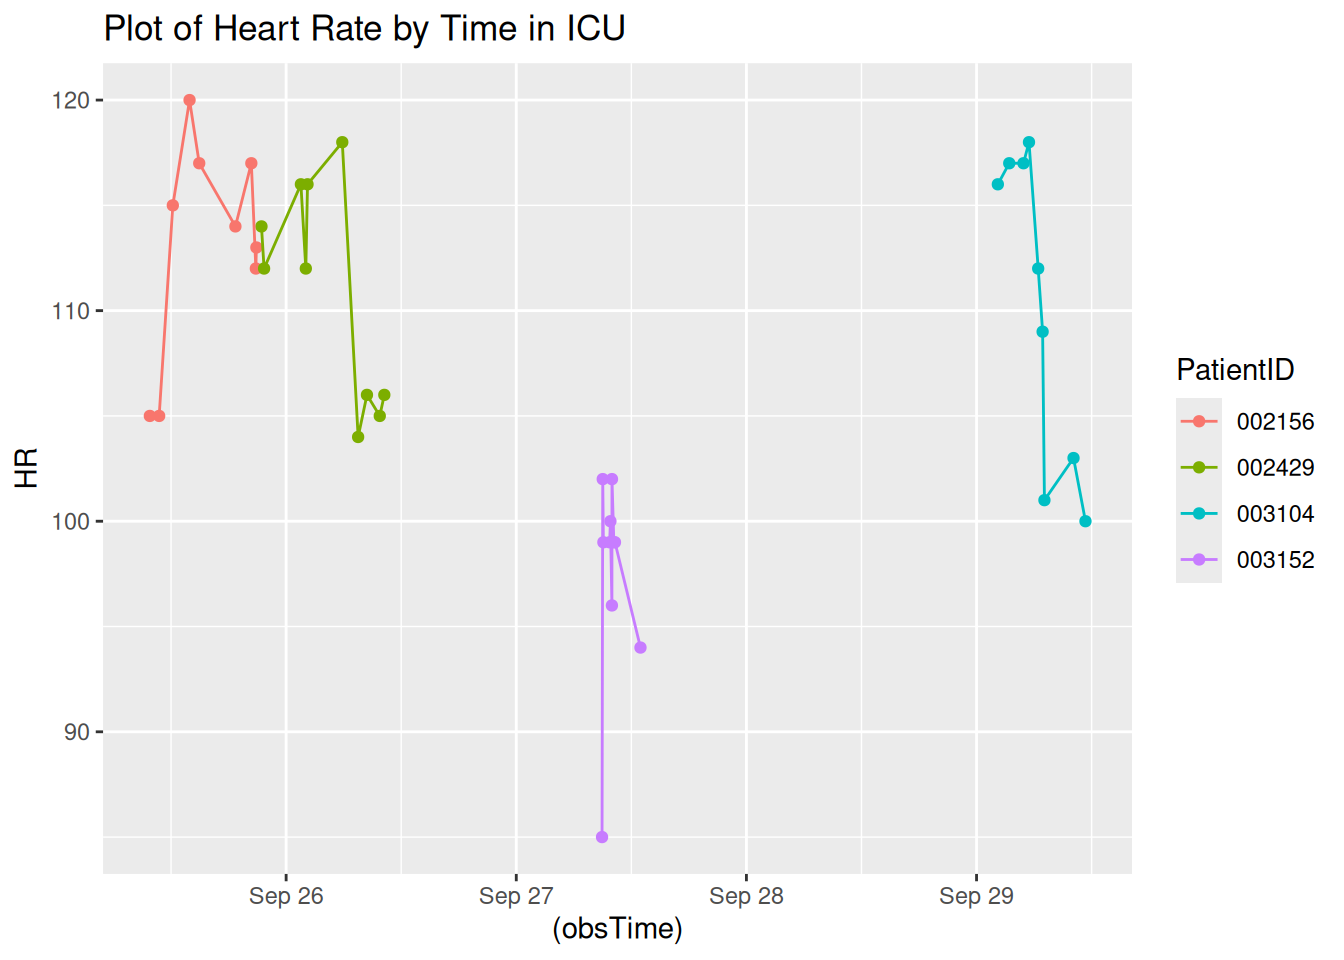 Plot of Heart Rate by Time in ICU
120
110
100
90
HR
Sep 26 Sep 27 Sep 28 Sep 29
(obsTime)
PatientID
002156
002429
003104
003152